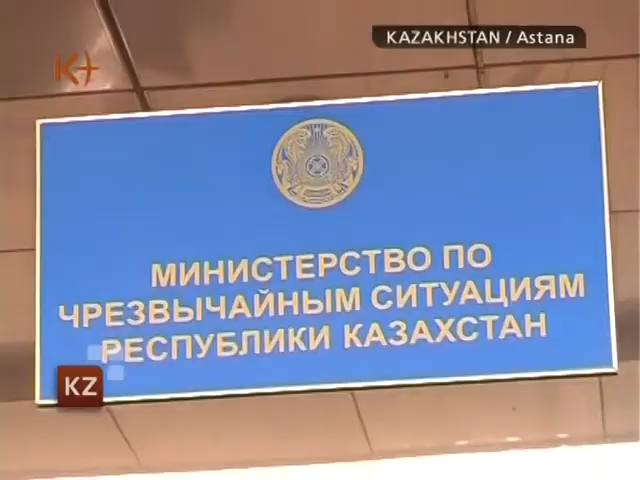 KAZAKHSTAN / Astana
K+
МИНИСТЕРСТВО ПО
ЧРЕЗВЫЧАЙНЫМ СИТУАЦИЯМ
РЕСПУБЛИКИ КАЗАХСТАН
KZ